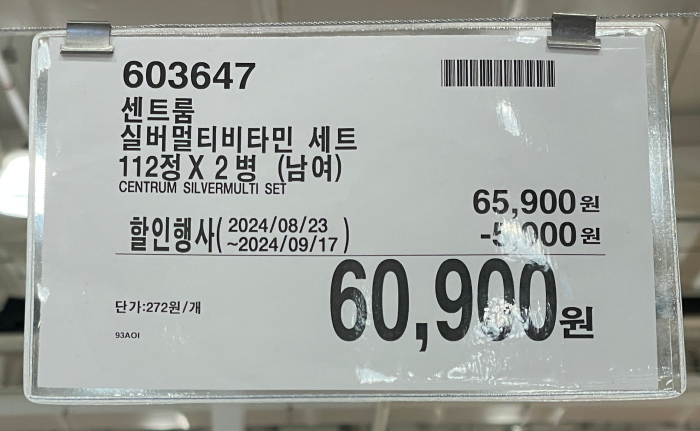 603647
센트룸
실버멀티비타민 세트
112정 X 2병 (남여)
CENTRUM SILVERMULTI SET
65,900원
할인행사( 2024/08/23 ~2024/09/17 )
-5,000원
60,900원
단가:272원/개
93AOI